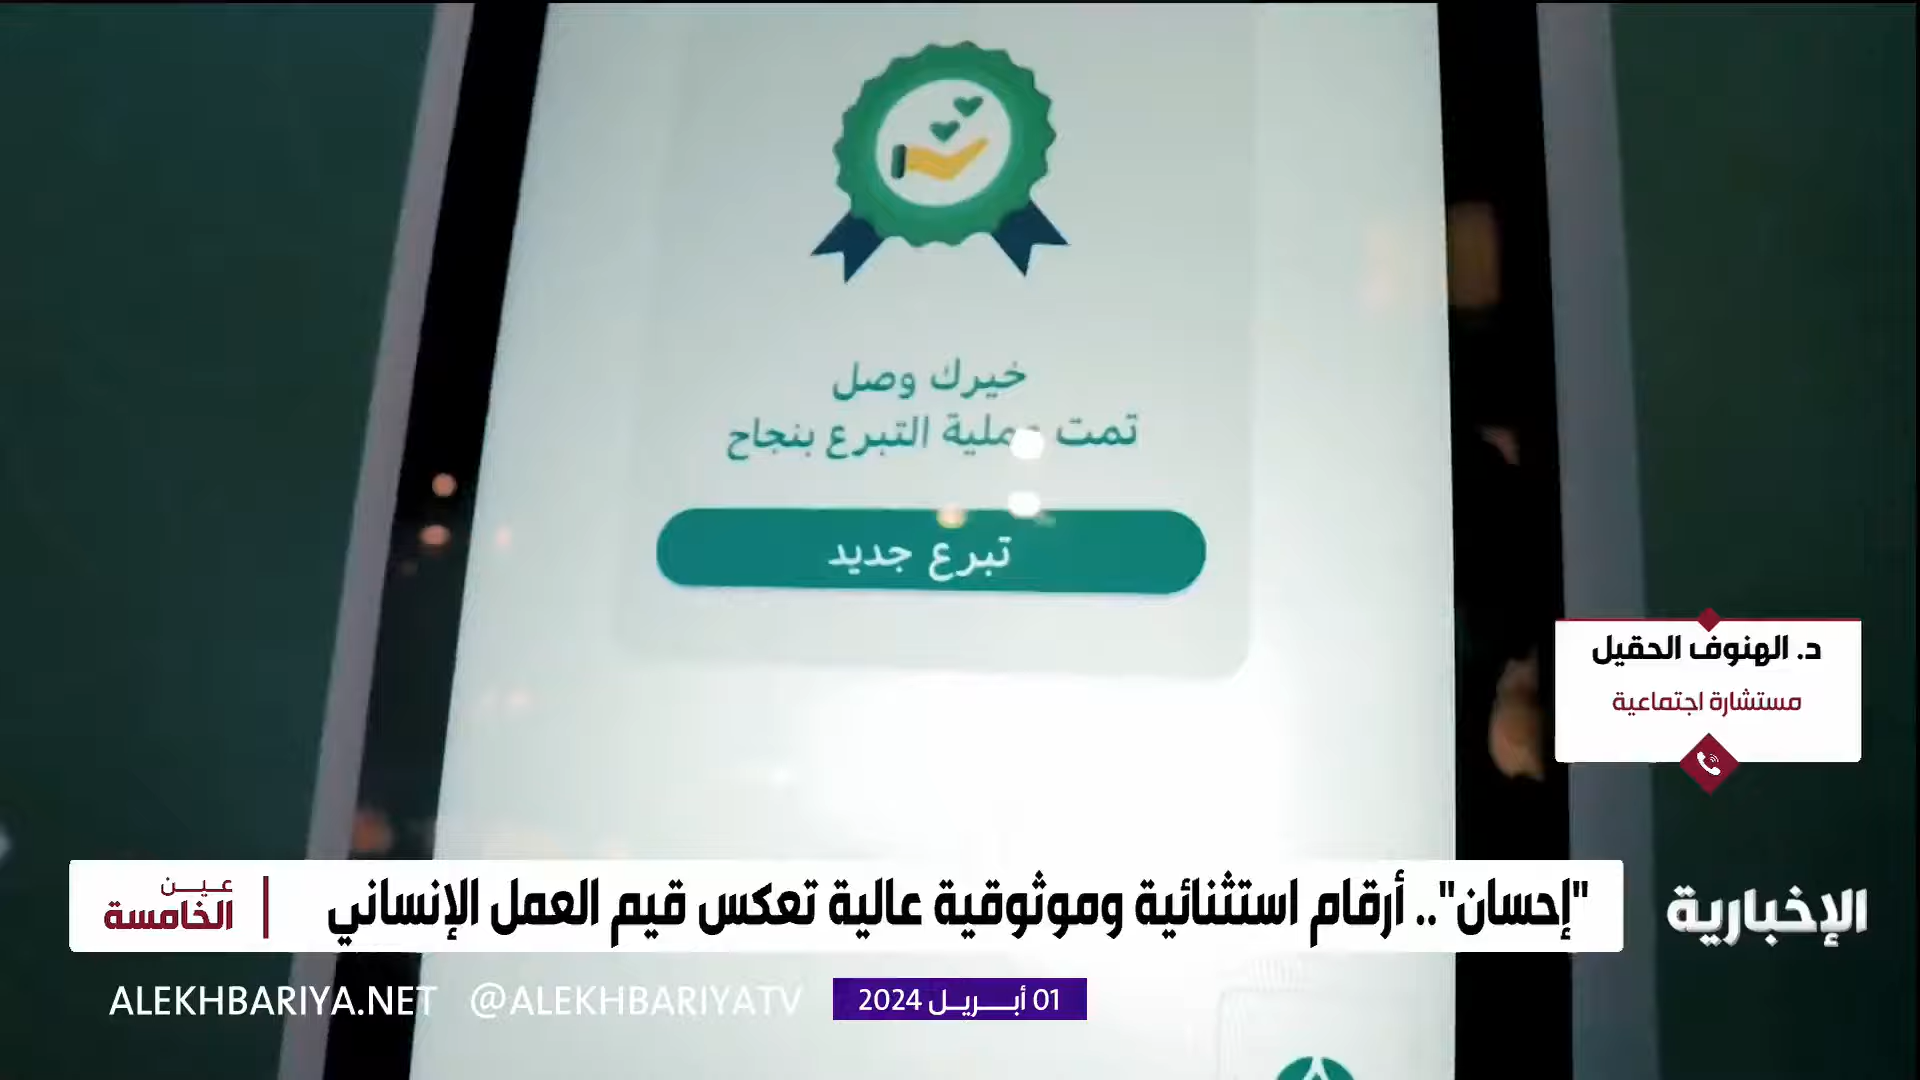 خيرك وصل
تمت عملية التبرع بنجاح
تبرع جديد
د. الهنوف الحقيل
مستشارة اجتماعية
"إحسان".. أرقام استثنائية وموثوقية عالية تعكس قيم العمل الإنساني
عين
الخامسة
الإخبارية
ALEKHBARIYA.NET @ALEKHBARIYATV 01 أبريل 2024